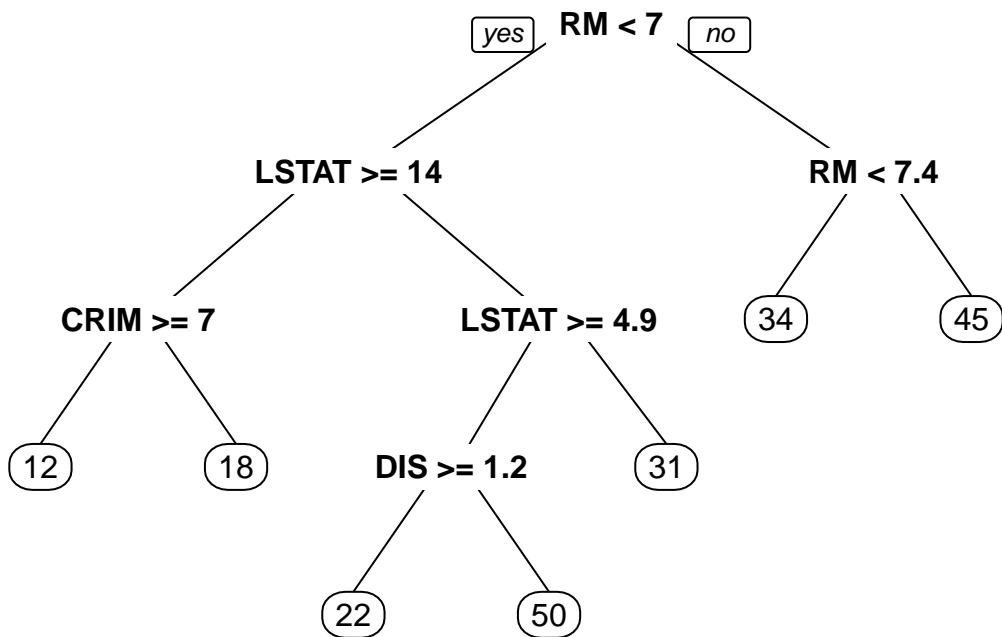 yes
RM < 7
no
LSTAT >= 14
RM < 7.4
CRIM >= 7
LSTAT >= 4.9
34
45
12
18
DIS >= 1.2
31
22
50